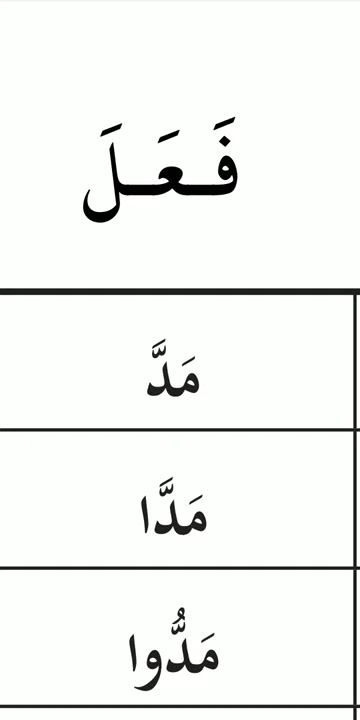 فَعَلَ
مَدَّ
مَدَّا
مَدُّوا